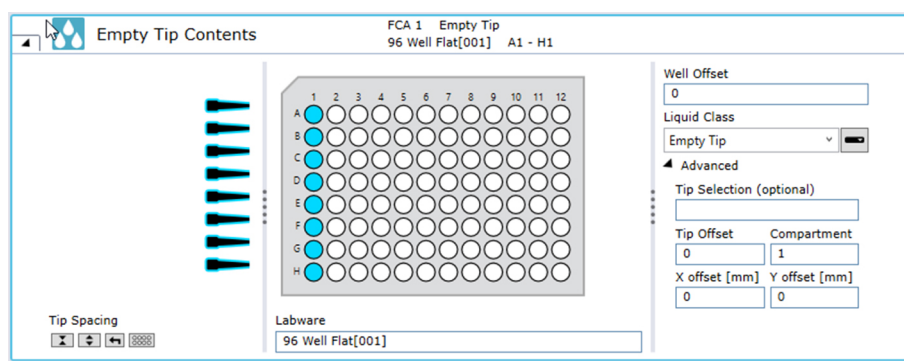 Empty Tip Contents
FCA 1 Empty Tip
96 Well Flat[001] A1 - H1
1 2 3 4 5 6 7 8 9 10 11 12
A
B
C
D
E
F
G
H
Tip Spacing
Labware
96 Well Flat[001]
Well Offset
0
Liquid Class
Empty Tip
Advanced
Tip Selection (optional)
Tip Offset Compartment
0 1
X offset [mm] Y offset [mm]
0 0